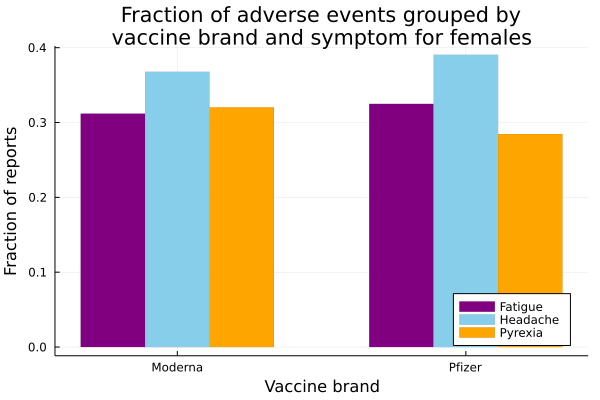 Fraction of adverse events grouped by
vaccine brand and symptom for females
Fraction of reports
0.4
0.3
0.2
0.1
0.0
Moderna
Pfizer
Vaccine brand
Fatigue
Headache
Pyrexia